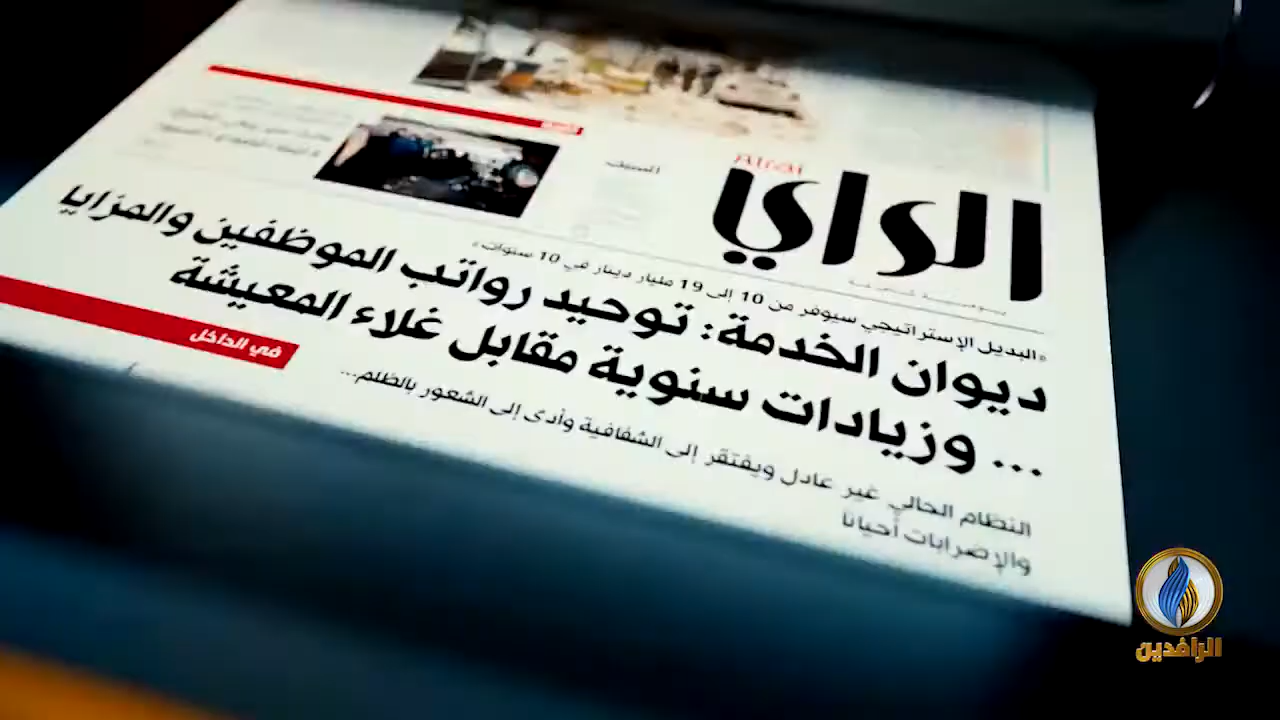 Alrai
الراي
«البديل الإستراتيجي سيوفر من 10 إلى 19 مليار دينار في 10 سنوات»
ديوان الخدمة: توحيد رواتب الموظفين والمزايا
... وزيادات سنوية مقابل غلاء المعيشة
في الداخل
النظام الحالي غير عادل ويفتقر إلى الشفافية وأدى إلى الشعور بالظلم...
والإضرابات أحياناً
الرافدين